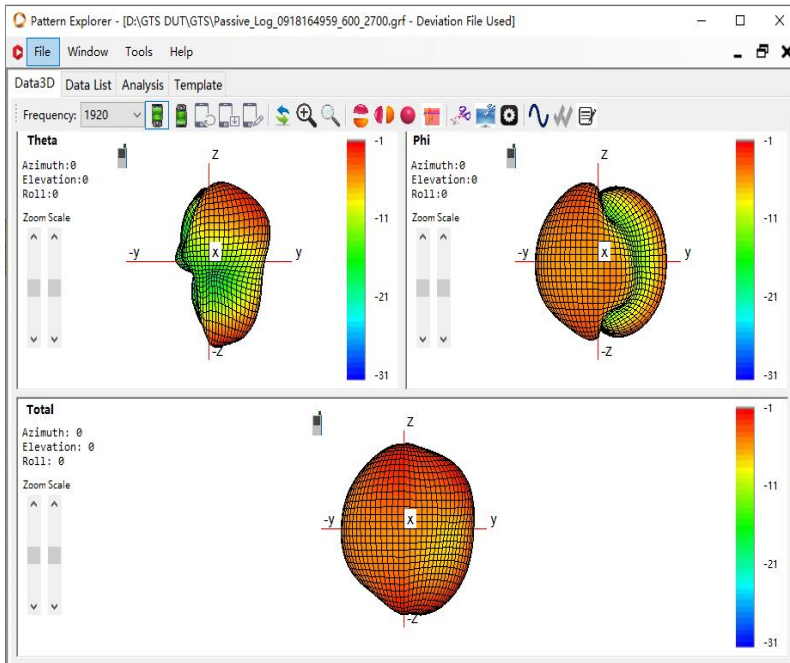 Pattern Explorer - [D:\GTS DUT\GTS\Passive_Log_0918164959_600_2700.grf - Deviation File Used]
File Window Tools Help
Data3D Data List Analysis Template
Frequency: 1920
Theta
Azimuth:0
Elevation:0
Roll:0
Zoom Scale
Z
-y
x
y
-Z
-1
-11
-21
-31
Phi
Azimuth:0
Elevation:0
Roll:0
Zoom Scale
Z
-y
x
y
-Z
-1
-11
-21
-31
Total
Azimuth: 0
Elevation: 0
Roll: 0
Zoom Scale
Z
-y
x
y
-Z
-1
-11
-21
-31